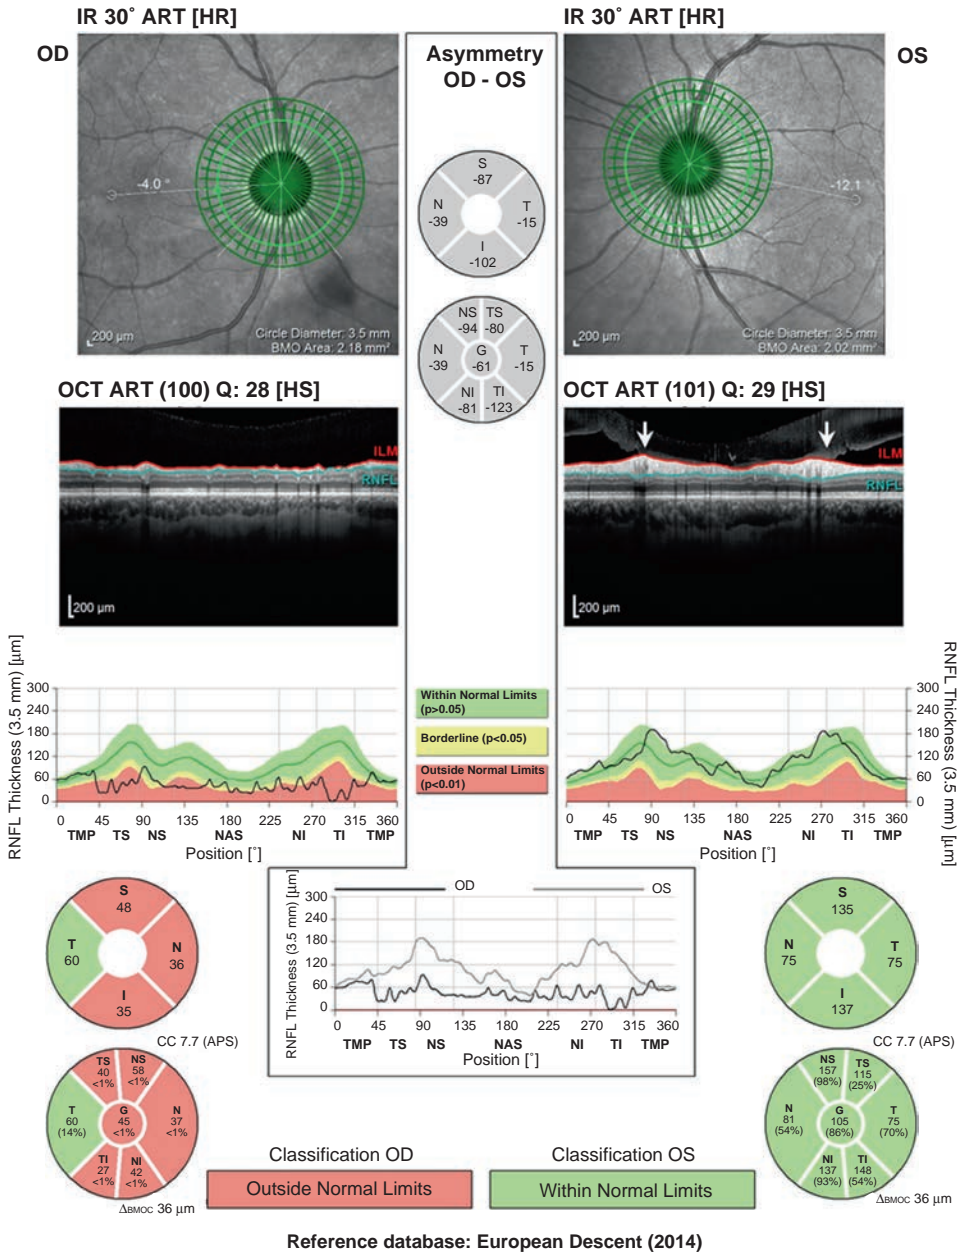 IR 30° ART [HR]
IR 30° ART [HR]
OD
Asymmetry
OD - OS
OS
-4.0 °
-12.1
200 µm
Circle Diameter: 3.5 mm
BMO Area: 2.18 mm²
200 µm
Circle Diameter: 3.5 mm
BMO Area: 2.02 mm²
S
-87
N
-39
T
-15
I
-102
NS
-94
TS
-80
N
-39
G
-61
T
-15
NI
-81
TI
-123
OCT ART (100) Q: 28 [HS]
OCT ART (101) Q: 29 [HS]
ILM
RNFL
200 µm
ILM
RNFL
200 µm
RNFL Thickness (3.5 mm) [µm]
300
240
180
120
60
0
0 45 90 135 180 225 270 315 360
TMP TS NS NAS NI TI TMP
Position [°]
Within Normal Limits
(p>0.05)
Borderline (p<0.05)
Outside Normal Limits
(p<0.01)
RNFL Thickness (3.5 mm) [µm]
300
240
180
120
60
0
0 45 90 135 180 225 270 315 360
TMP TS NS NAS NI TI TMP
Position [°]
OD
OS
RNFL Thickness (3.5 mm) [µm]
300
240
180
120
60
0
0 45 90 135 180 225 270 315 360
TMP TS NS NAS NI TI TMP
Position [°]
S
48
T
60
N
36
I
35
CC 7.7 (APS)
TS
40
<1%
NS
58
<1%
T
60
(14%)
G
45
<1%
N
37
<1%
TI
27
<1%
NI
42
<1%
ΔBMOC 36 µm
S
135
N
75
T
75
I
137
CC 7.7 (APS)
NS
157
(98%)
TS
115
(25%)
N
81
(54%)
G
105
(86%)
T
75
(70%)
NI
137
(93%)
TI
148
(54%)
ΔBMOC 36 µm
Classification OD
Outside Normal Limits
Classification OS
Within Normal Limits
Reference database: European Descent (2014)